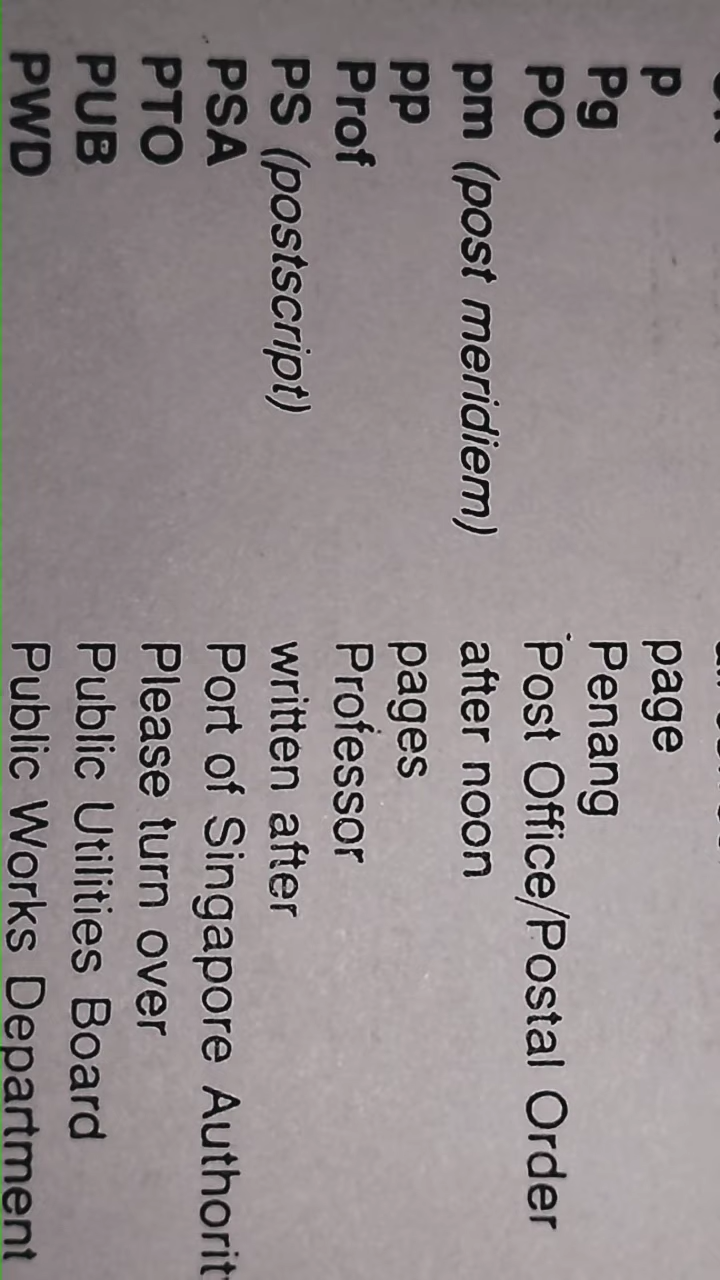 p page
Pg Penang
PO Post Office/Postal Order
pm (post meridiem) after noon
pp pages
Prof Professor
PS (postscript) written after
PSA Port of Singapore Authority
PTO Please turn over
PUB Public Utilities Board
PWD Public Works Department